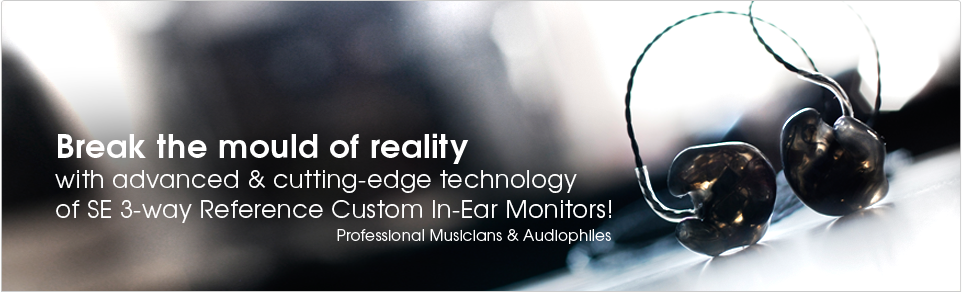 Break the mould of reality
with advanced & cutting-edge technology
of SE 3-way Reference Custom In-Ear Monitors!
Professional Musicians & Audiophiles